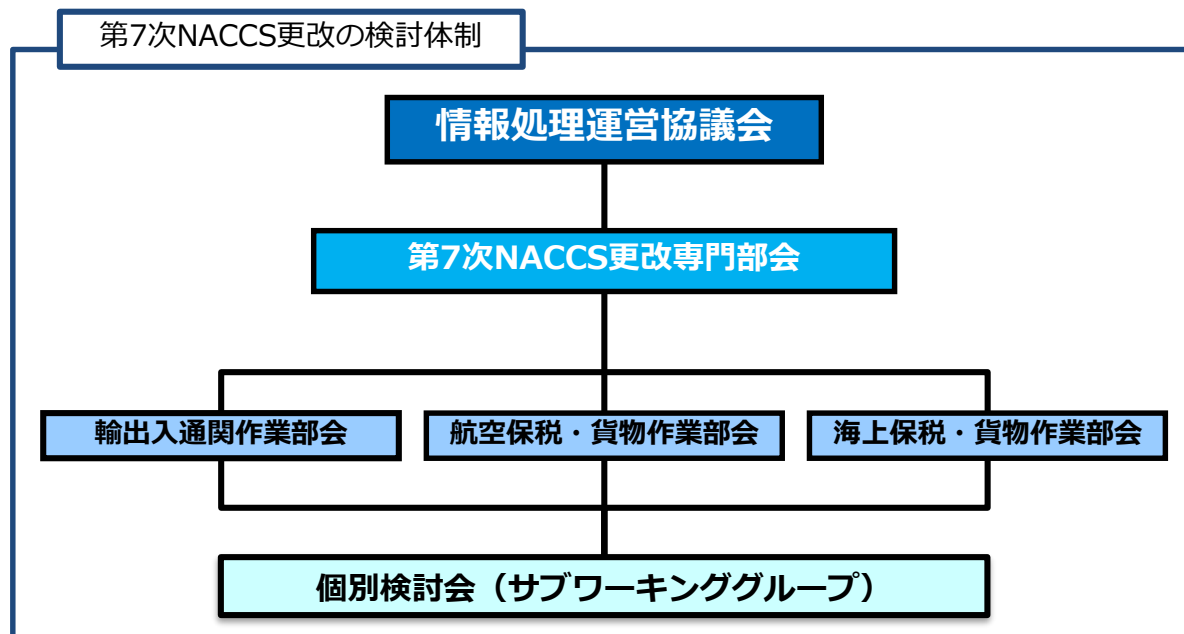 第7次NACCS更改の検討体制
情報処理運営協議会
第7次NACCS更改専門部会
輸出入通関作業部会
航空保税・貨物作業部会
海上保税・貨物作業部会
個別検討会（サブワーキンググループ）